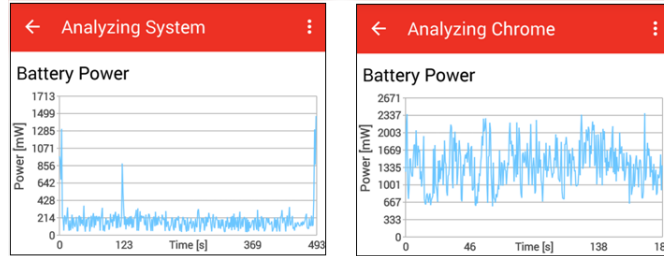 ← Analyzing System
Battery Power
1713
1499
1285
1071
856
642
428
214
0
Power [mW]
0 123 Time [s] 369 493
← Analyzing Chrome
Battery Power
2671
2337
2003
1669
1335
1001
667
333
0
Power [mW]
0 46 Time [s] 138